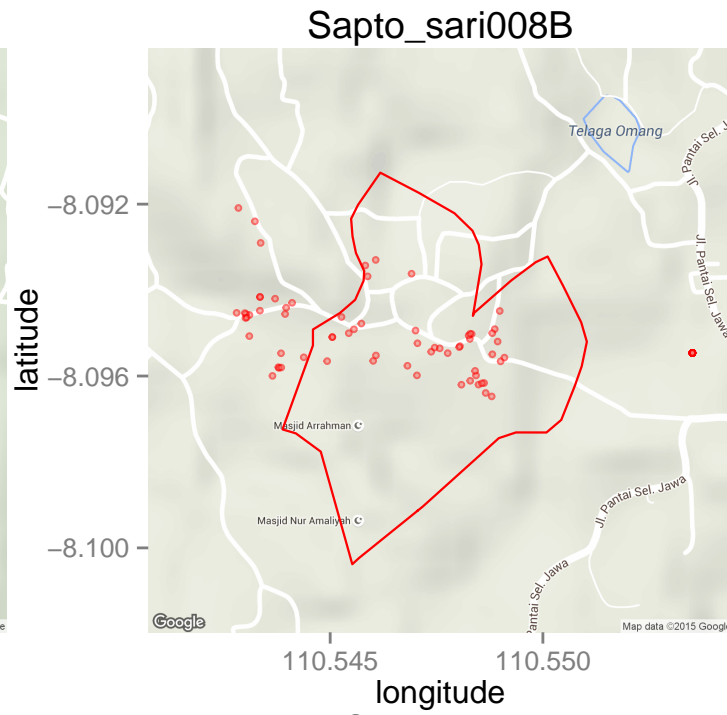 Sapto_sari008B
Telaga Omang
Jl. Pantai Sel. J
−8.092
Jl. Pantai Sel. Jawa
latitude
−8.096
Masjid Arrahman
Jl. Pantai Sel. Jawa
Masjid Nur Amaliyah
−8.100
antai Sel. Jawa
Google
Map data ©2015 Google
e
110.545
110.550
longitude